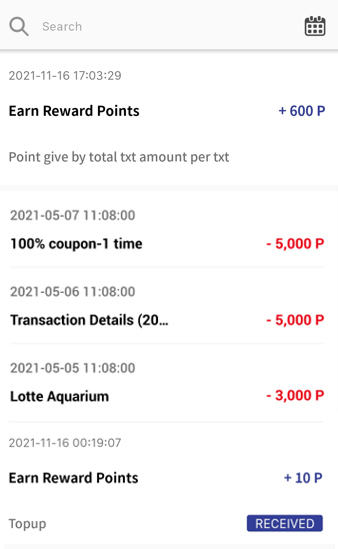 Search
2021-11-16 17:03:29
Earn Reward Points + 600 P
Point give by total txt amount per txt
2021-05-07 11:08:00
100% coupon-1 time - 5,000 P
2021-05-06 11:08:00
Transaction Details (20... - 5,000 P
2021-05-05 11:08:00
Lotte Aquarium - 3,000 P
2021-11-16 00:19:07
Earn Reward Points + 10 P
Topup RECEIVED